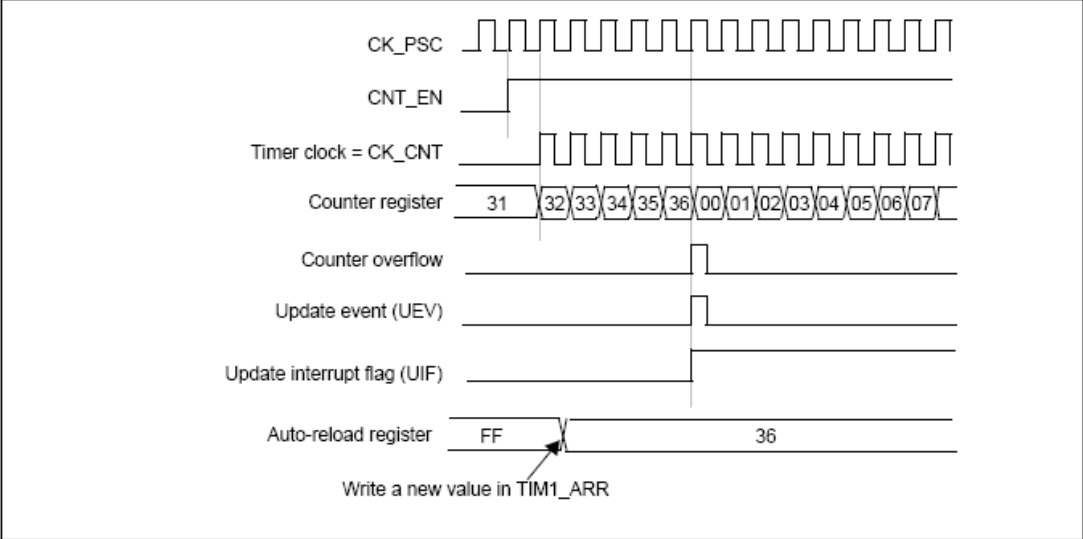 CK_PSC
CNT_EN
Timer clock = CK_CNT
Counter register 31 32 33 34 35 36 00 01 02 03 04 05 06 07
Counter overflow
Update event (UEV)
Update interrupt flag (UIF)
Auto-reload register FF 36
Write a new value in TIM1_ARR